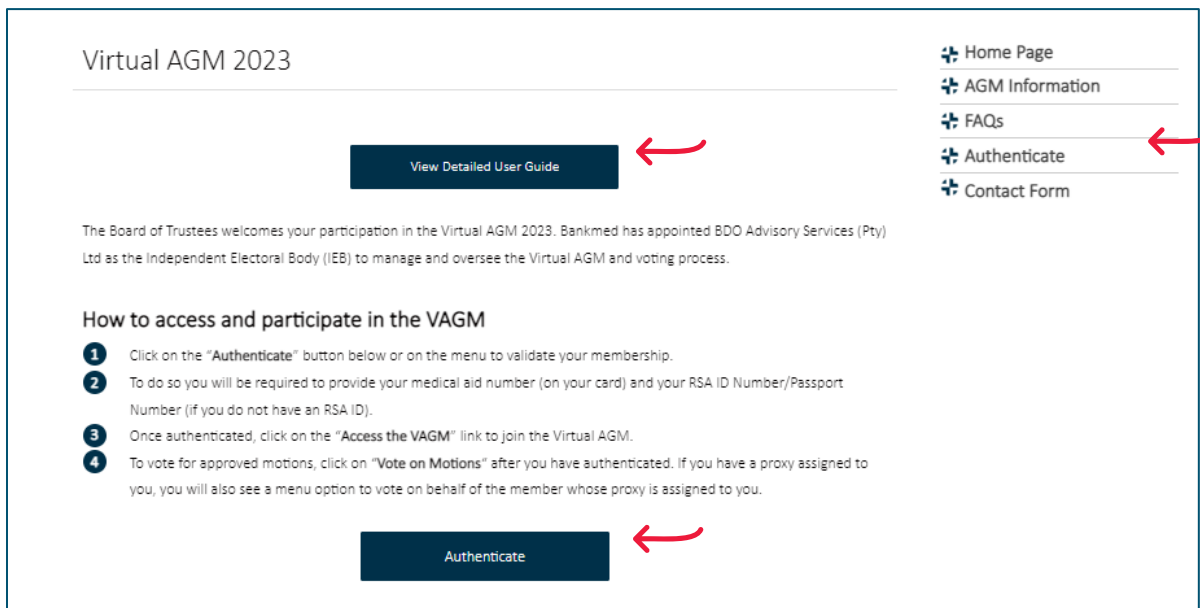 Virtual AGM 2023
View Detailed User Guide
The Board of Trustees welcomes your participation in the Virtual AGM 2023. Bankmed has appointed BDO Advisory Services (Pty)
Ltd as the Independent Electoral Body (IEB) to manage and oversee the Virtual AGM and voting process.
How to access and participate in the VAGM
1 Click on the “Authenticate” button below or on the menu to validate your membership.
2 To do so you will be required to provide your medical aid number (on your card) and your RSA ID Number/Passport
Number (if you do not have an RSA ID).
3 Once authenticated, click on the “Access the VAGM” link to join the Virtual AGM.
4 To vote for approved motions, click on “Vote on Motions” after you have authenticated. If you have a proxy assigned to
you, you will also see a menu option to vote on behalf of the member whose proxy is assigned to you.
Authenticate
Home Page
AGM Information
FAQs
Authenticate
Contact Form